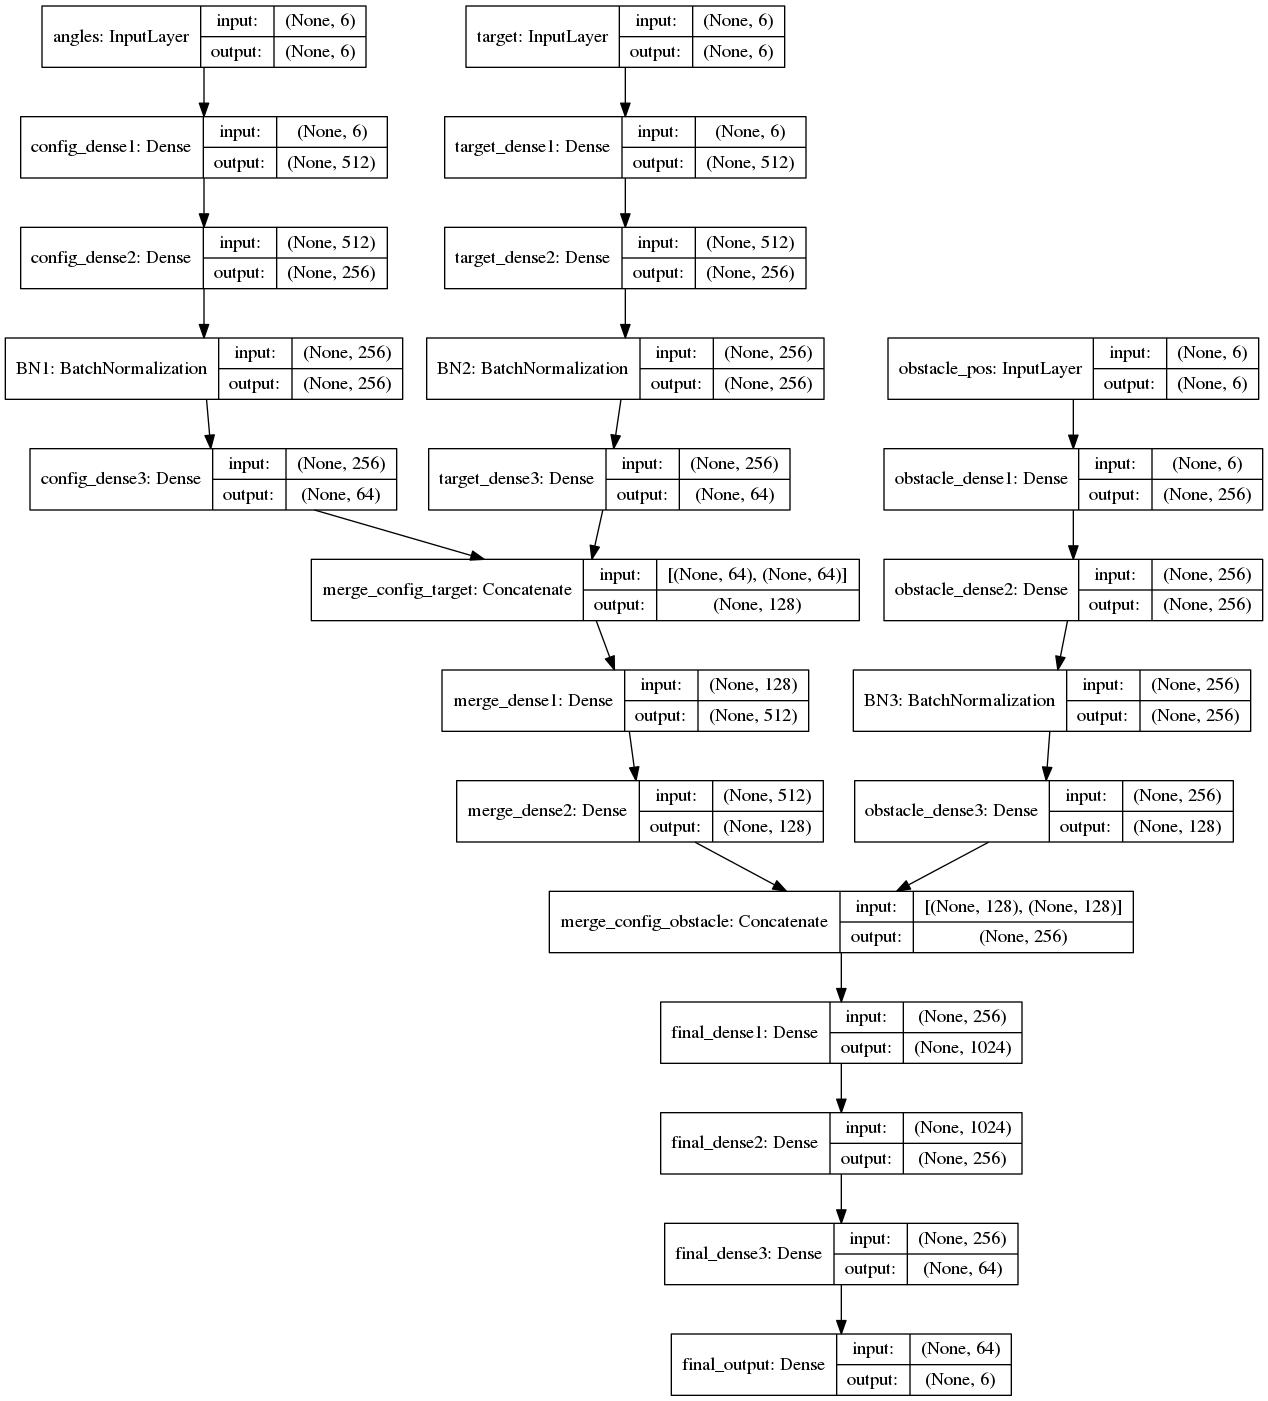 angles: InputLayer
input: (None, 6)
output: (None, 6)
target: InputLayer
input: (None, 6)
output: (None, 6)
config_dense1: Dense
input: (None, 6)
output: (None, 512)
target_dense1: Dense
input: (None, 6)
output: (None, 512)
config_dense2: Dense
input: (None, 512)
output: (None, 256)
target_dense2: Dense
input: (None, 512)
output: (None, 256)
BN1: BatchNormalization
input: (None, 256)
output: (None, 256)
BN2: BatchNormalization
input: (None, 256)
output: (None, 256)
obstacle_pos: InputLayer
input: (None, 6)
output: (None, 6)
config_dense3: Dense
input: (None, 256)
output: (None, 64)
target_dense3: Dense
input: (None, 256)
output: (None, 64)
obstacle_dense1: Dense
input: (None, 6)
output: (None, 256)
merge_config_target: Concatenate
input: [(None, 64), (None, 64)]
output: (None, 128)
obstacle_dense2: Dense
input: (None, 256)
output: (None, 256)
merge_dense1: Dense
input: (None, 128)
output: (None, 512)
BN3: BatchNormalization
input: (None, 256)
output: (None, 256)
merge_dense2: Dense
input: (None, 512)
output: (None, 128)
obstacle_dense3: Dense
input: (None, 256)
output: (None, 128)
merge_config_obstacle: Concatenate
input: [(None, 128), (None, 128)]
output: (None, 256)
final_dense1: Dense
input: (None, 256)
output: (None, 1024)
final_dense2: Dense
input: (None, 1024)
output: (None, 256)
final_dense3: Dense
input: (None, 256)
output: (None, 64)
final_output: Dense
input: (None, 64)
output: (None, 6)